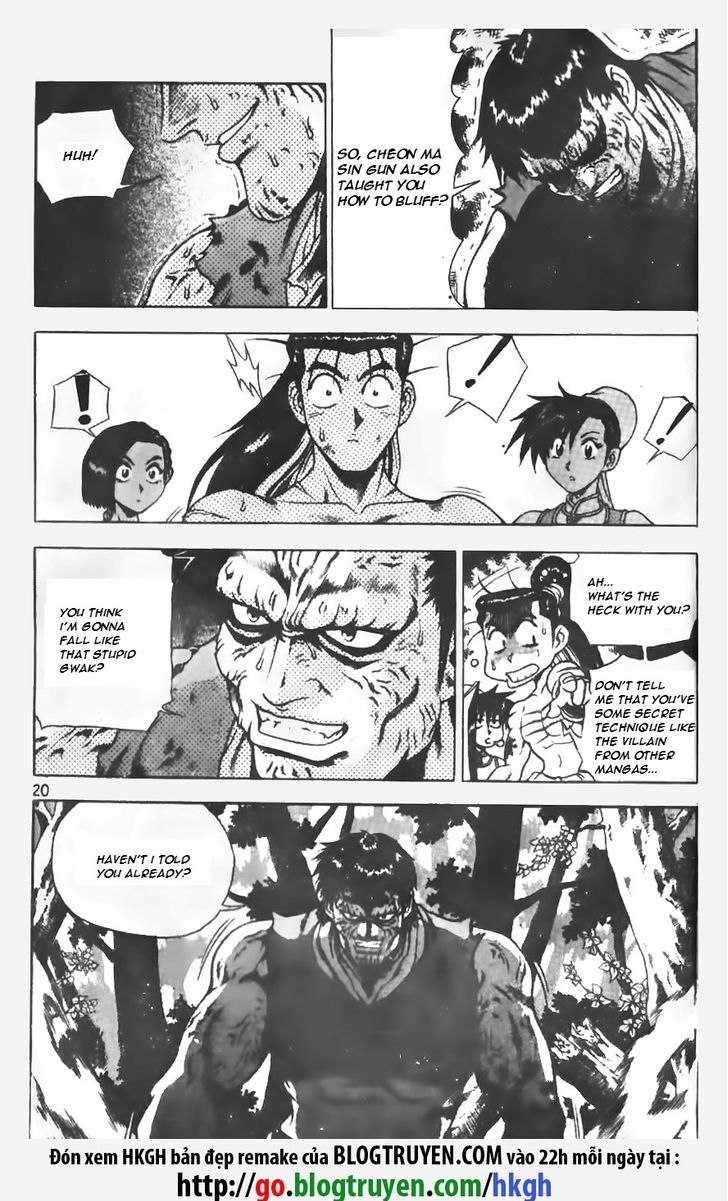 HUH!
SO, CHEON MA
SIN GUN ALSO
TAUGHT YOU
HOW TO BLUFF?
!
!
!
YOU THINK
I'M GONNA
FALL LIKE
THAT STUPID
GWAK?
AH...
WHAT'S THE
HECK WITH YOU?
DON'T TELL
ME THAT YOU'VE
SOME SECRET
TECHNIQUE LIKE
THE VILLAIN
FROM OTHER
MANGAS...
20
HAVEN'T I TOLD
YOU ALREADY?
Đón xem HKGH bản đẹp remake của BLOGTRUYEN.COM vào 22h mỗi ngày tại :
http://go.blogtruyen.com/hkgh